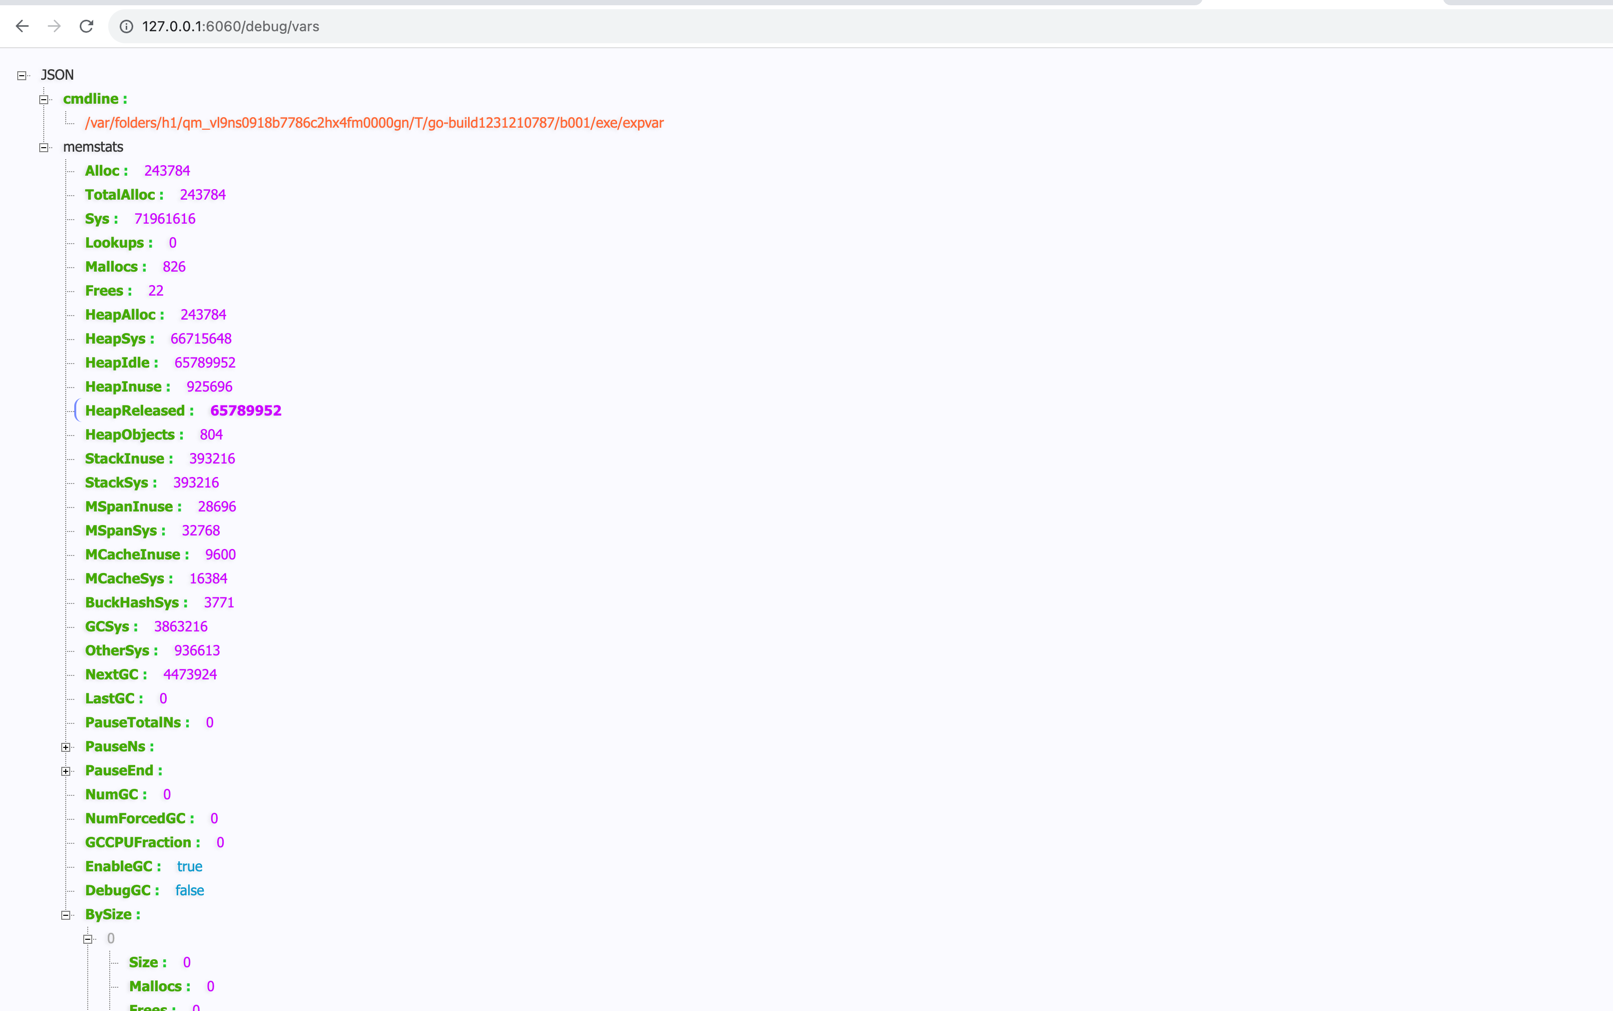 127.0.0.1:6060/debug/vars
JSON
cmdline :
/var/folders/h1/qm_vl9ns0918b7786c2hx4fm0000gn/T/go-build1231210787/b001/exe/expvar
memstats
Alloc : 243784
TotalAlloc : 243784
Sys : 71961616
Lookups : 0
Mallocs : 826
Frees : 22
HeapAlloc : 243784
HeapSys : 66715648
HeapIdle : 65789952
HeapInuse : 925696
HeapReleased : 65789952
HeapObjects : 804
StackInuse : 393216
StackSys : 393216
MSpanInuse : 28696
MSpanSys : 32768
MCacheInuse : 9600
MCacheSys : 16384
BuckHashSys : 3771
GCSys : 3863216
OtherSys : 936613
NextGC : 4473924
LastGC : 0
PauseTotalNs : 0
PauseNs :
PauseEnd :
NumGC : 0
NumForcedGC : 0
GCCPUFraction : 0
EnableGC : true
DebugGC : false
BySize :
0
Size : 0
Mallocs : 0
Frees : 0